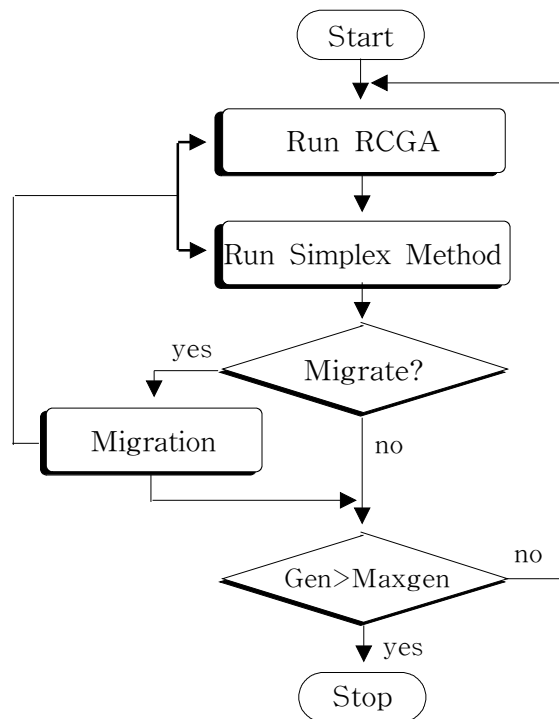 Start
Run RCGA
Run Simplex Method
yes
Migrate?
Migration
no
Gen>Maxgen
no
yes
Stop